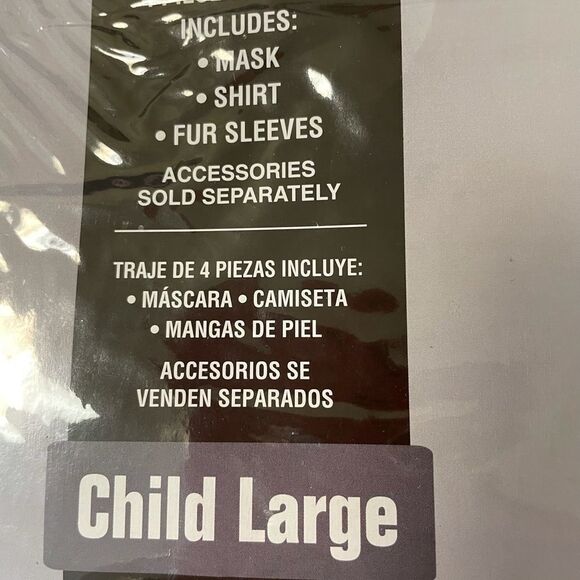 INCLUDES:
• MASK
• SHIRT
• FUR SLEEVES
ACCESSORIES
SOLD SEPARATELY
TRAJE DE 4 PIEZAS INCLUYE:
• MÁSCARA • CAMISETA
• MANGAS DE PIEL
ACCESORIOS SE
VENDEN SEPARADOS
Child Large